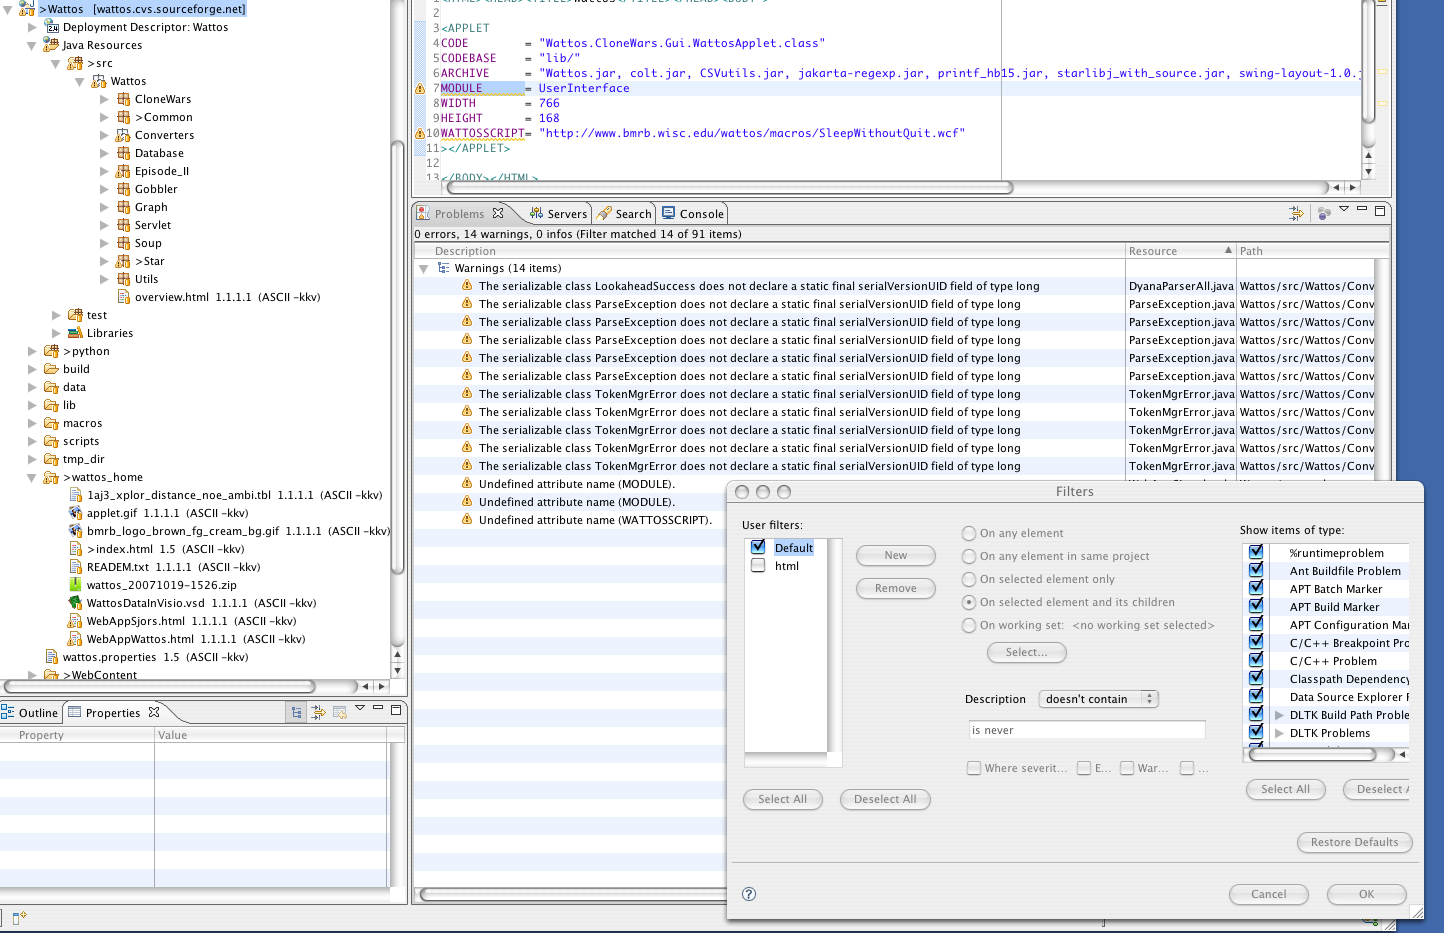 >Wattos [wattos.cvs.sourceforge.net]
Deployment Descriptor: Wattos
Java Resources
>src
Wattos
CloneWars
>Common
Converters
Database
Episode_II
Gobbler
Graph
Servlet
Soup
>Star
Utils
overview.html 1.1.1.1 (ASCII -kkv)
test
Libraries
>python
build
data
lib
macros
scripts
tmp_dir
>wattos_home
1aj3_xplor_distance_noe_ambi.tbl 1.1.1.1 (ASCII -kkv)
applet.gif 1.1.1.1 (ASCII -kkv)
bmrb_logo_brown_fg_cream_bg.gif 1.1.1.1 (ASCII -kkv)
>index.html 1.5 (ASCII -kkv)
READEM.txt 1.1.1.1 (ASCII -kkv)
wattos_20071019-1526.zip
WattosDataInVisio.vsd 1.1.1.1 (ASCII -kkv)
WebAppSjors.html 1.1.1.1 (ASCII -kkv)
WebAppWattos.html 1.1.1.1 (ASCII -kkv)
wattos.properties 1.5 (ASCII -kkv)
>WebContent
Outline
Properties
Property Value
2
3 <APPLET
4 CODE = "Wattos.CloneWars.Gui.WattosApplet.class"
5 CODEBASE = "lib/"
6 ARCHIVE = "Wattos.jar, colt.jar, CSVutils.jar, jakarta-regexp.jar, printf_hb15.jar, starlibj_with_source.jar, swing-layout-1.0.j
7 MODULE = UserInterface
8 WIDTH = 766
9 HEIGHT = 168
10 WATTOSSCRIPT= "http://www.bmrb.wisc.edu/wattos/macros/SleepWithoutQuit.wcf"
11 ></APPLET>
12
13 </BODY></HTML>
Problems Servers Search Console
0 errors, 14 warnings, 0 infos (Filter matched 14 of 91 items)
Description Resource Path
Warnings (14 items)
The serializable class LookaheadSuccess does not declare a static final serialVersionUID field of type long DyanaParserAll.java Wattos/src/Wattos/Conv
The serializable class ParseException does not declare a static final serialVersionUID field of type long ParseException.java Wattos/src/Wattos/Conv
The serializable class ParseException does not declare a static final serialVersionUID field of type long ParseException.java Wattos/src/Wattos/Conv
The serializable class ParseException does not declare a static final serialVersionUID field of type long ParseException.java Wattos/src/Wattos/Conv
The serializable class ParseException does not declare a static final serialVersionUID field of type long ParseException.java Wattos/src/Wattos/Conv
The serializable class ParseException does not declare a static final serialVersionUID field of type long ParseException.java Wattos/src/Wattos/Conv
The serializable class TokenMgrError does not declare a static final serialVersionUID field of type long TokenMgrError.java Wattos/src/Wattos/Conv
The serializable class TokenMgrError does not declare a static final serialVersionUID field of type long TokenMgrError.java Wattos/src/Wattos/Conv
The serializable class TokenMgrError does not declare a static final serialVersionUID field of type long TokenMgrError.java Wattos/src/Wattos/Conv
The serializable class TokenMgrError does not declare a static final serialVersionUID field of type long TokenMgrError.java Wattos/src/Wattos/Conv
The serializable class TokenMgrError does not declare a static final serialVersionUID field of type long TokenMgrError.java Wattos/src/Wattos/Conv
Undefined attribute name (MODULE).
Undefined attribute name (MODULE).
Undefined attribute name (WATTOSSCRIPT).
Filters
User filters:
Default
html
New
Remove
Select All Deselect All
On any element
On any element in same project
On selected element only
On selected element and its children
On working set: <no working set selected>
Select...
Description doesn't contain
is never
Where severit... E... War... ...
Show items of type:
%runtimeproblem
Ant Buildfile Problem
APT Batch Marker
APT Build Marker
APT Configuration Mar
C/C++ Breakpoint Pro
C/C++ Problem
Classpath Dependency
Data Source Explorer P
DLTK Build Path Proble
DLTK Problems
Select All Deselect A
Restore Defaults
Cancel OK